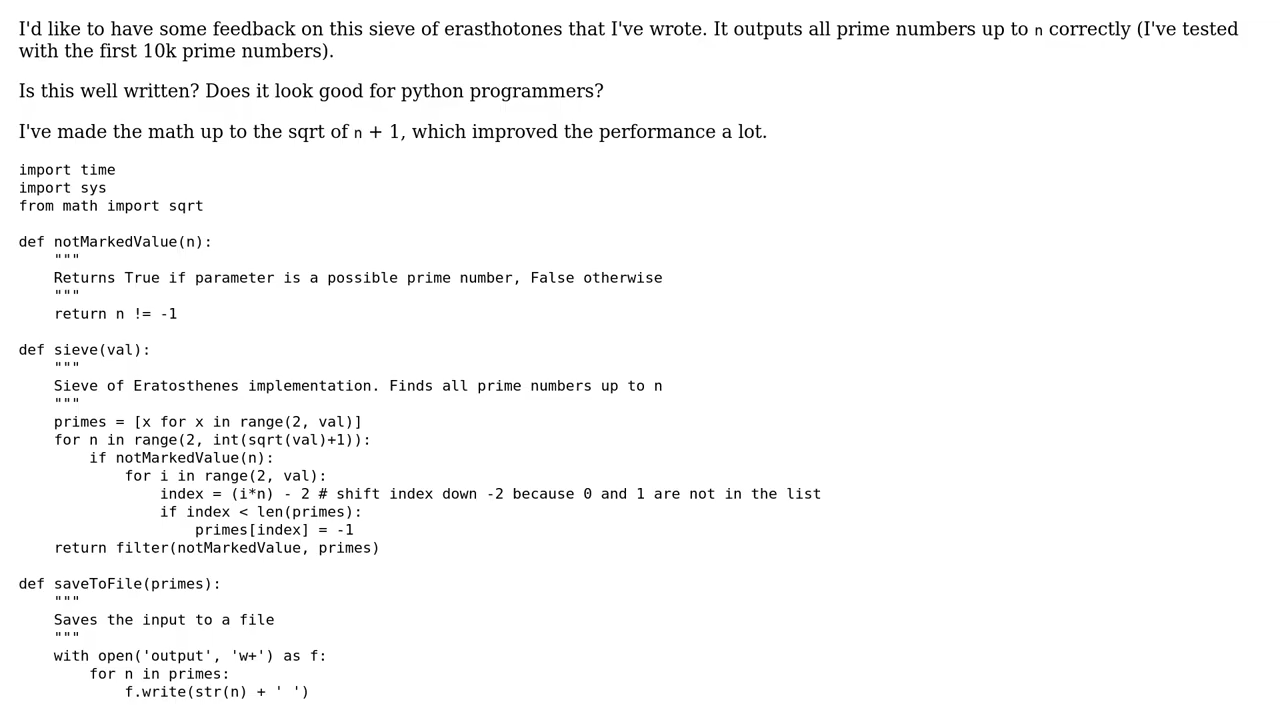 I'd like to have some feedback on this sieve of erasthotones that I've wrote. It outputs all prime numbers up to n correctly (I've tested
with the first 10k prime numbers).
Is this well written? Does it look good for python programmers?
I've made the math up to the sqrt of n + 1, which improved the performance a lot.
import time
import sys
from math import sqrt
def notMarkedValue(n):
    """
    Returns True if parameter is a possible prime number, False otherwise
    """
    return n != -1
def sieve(val):
    """
    Sieve of Eratosthenes implementation. Finds all prime numbers up to n
    """
    primes = [x for x in range(2, val)]
    for n in range(2, int(sqrt(val)+1)):
        if notMarkedValue(n):
            for i in range(2, val):
                index = (i*n) - 2 # shift index down -2 because 0 and 1 are not in the list
                if index < len(primes):
                    primes[index] = -1
    return filter(notMarkedValue, primes)
def saveToFile(primes):
    """
    Saves the input to a file
    """
    with open('output', 'w+') as f:
        for n in primes:
            f.write(str(n) + ' ')